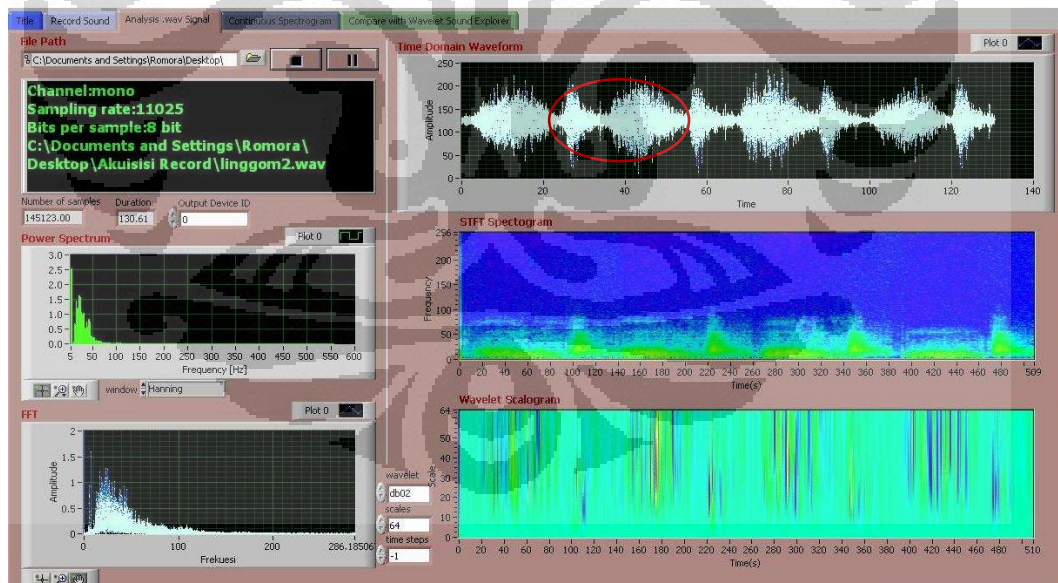 Title Record Sound Analysis .wav Signal Continuous Spectrogram Compare with Wavelet Sound Explorer
File Path
C:\Documents and Settings\Romora\Desktop\
Channel:mono
Sampling rate:11025
Bits per sample:8 bit
C:\Documents and Settings\Romora\
Desktop\Akuisisi Record\linggom2.wav
Number of samples Duration Output Device ID
145123.00 130.61 0
Power Spectrum
Plot 0
3.0
2.5
2.0
1.5
1.0
0.5
0.0
5 50 100 150 200 250 300 350 400 450 500 550 600
Frequency [Hz]
window Hanning
FFT
Plot 0
2
1.5
1
0.5
0
Amplitude
0 100 200 286.18506
Frekuesi
wavelet
db02
scales
64
time steps
-1
Time Domain Waveform
Plot 0
250
200
150
100
50
0
Amplitude
0 20 40 60 80 100 120 140
Time
STFT Spectogram
256
200
150
100
50
0
Frequency
0 20 40 60 80 100 120 140 160 180 200 220 240 260 280 300 320 340 360 380 400 420 440 460 480 509
Time(s)
Wavelet Scalogram
64
50
40
30
20
10
0
Scale
0 20 40 60 80 100 120 140 160 180 200 220 240 260 280 300 320 340 360 380 400 420 440 460 480 510
Time(s)